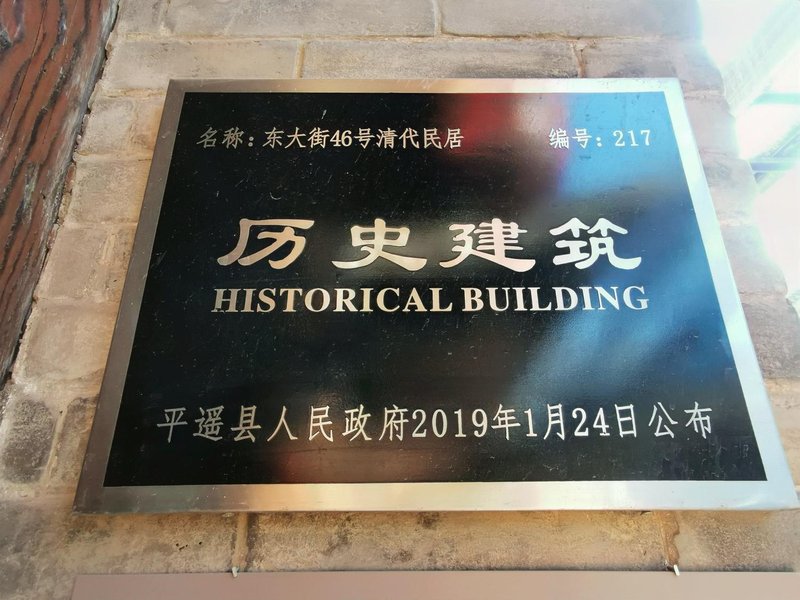 名称：东大街46号清代民居 编号：217
历史建筑
HISTORICAL BUILDING
平遥县人民政府2019年1月24日公布